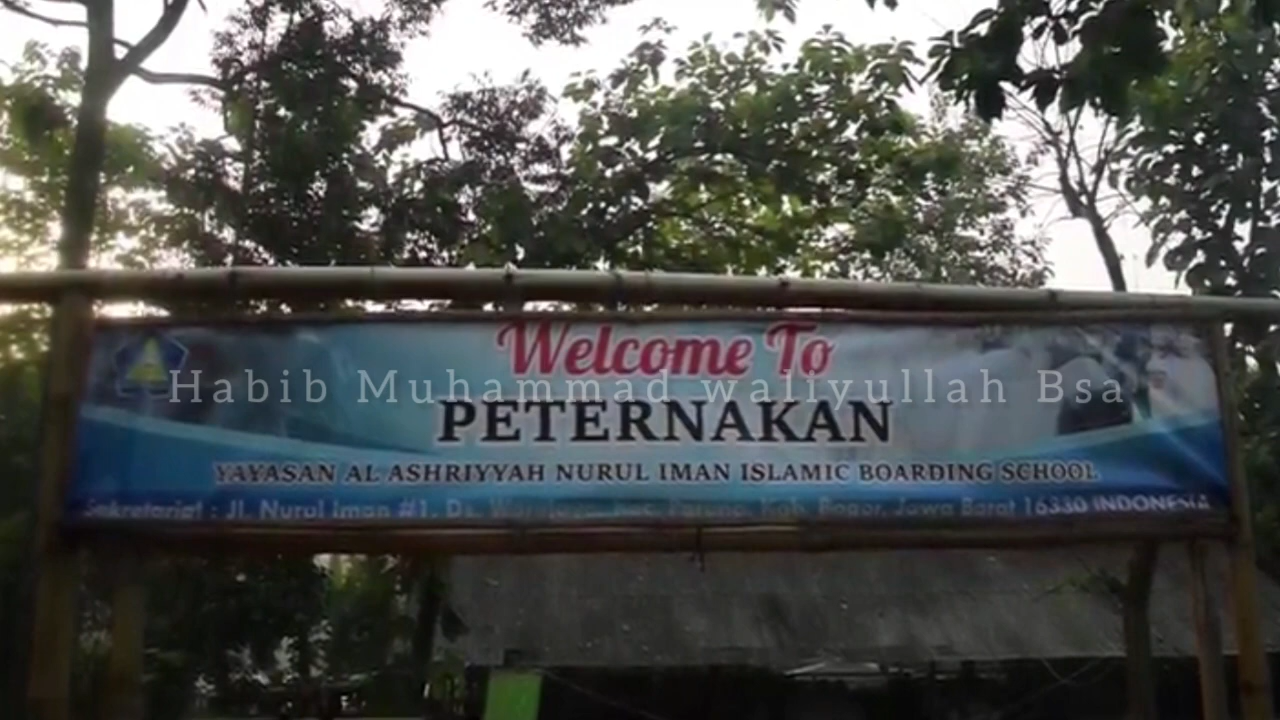 Welcome To
Habib Muhammad waliyullah Bsa
PETERNAKAN
YAYASAN AL ASHRIYYAH NURUL IMAN ISLAMIC BOARDING SCHOOL
Sekretariat : Jl. Nurul Iman #1, Ds. Kab. Bogor, Jawa Barat 16330 INDONESIA